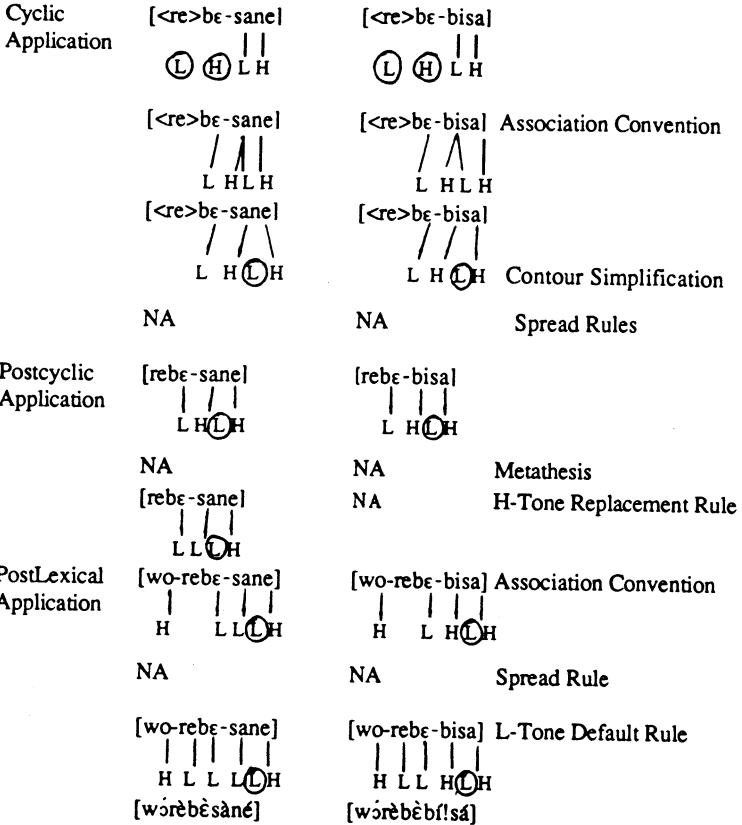 Cyclic [<re>bɛ-sane] [<re>bɛ-bisa]
Application
Ⓛ Ⓗ L H Ⓛ Ⓗ L H
[<re>bɛ-sane] [<re>bɛ-bisa] Association Convention
L H L H L H L H
[<re>bɛ-sane] [<re>bɛ-bisa]
L H Ⓛ H L H Ⓛ H Contour Simplification
NA NA Spread Rules
Postcyclic [rebɛ-sane] [rebɛ-bisa]
Application
L H Ⓛ H L H Ⓛ H
NA NA Metathesis
[rebɛ-sane] NA H-Tone Replacement Rule
L L Ⓛ H
PostLexical [wo-rebɛ-sane] [wo-rebɛ-bisa] Association Convention
Application
H L L Ⓛ H H L H Ⓛ H
NA NA Spread Rule
[wo-rebɛ-sane] [wo-rebɛ-bisa] L-Tone Default Rule
H L L L Ⓛ H H L L H Ⓛ H
[wɔ́rèbɛ̀sàné] [wɔ́rèbèbí!sá]